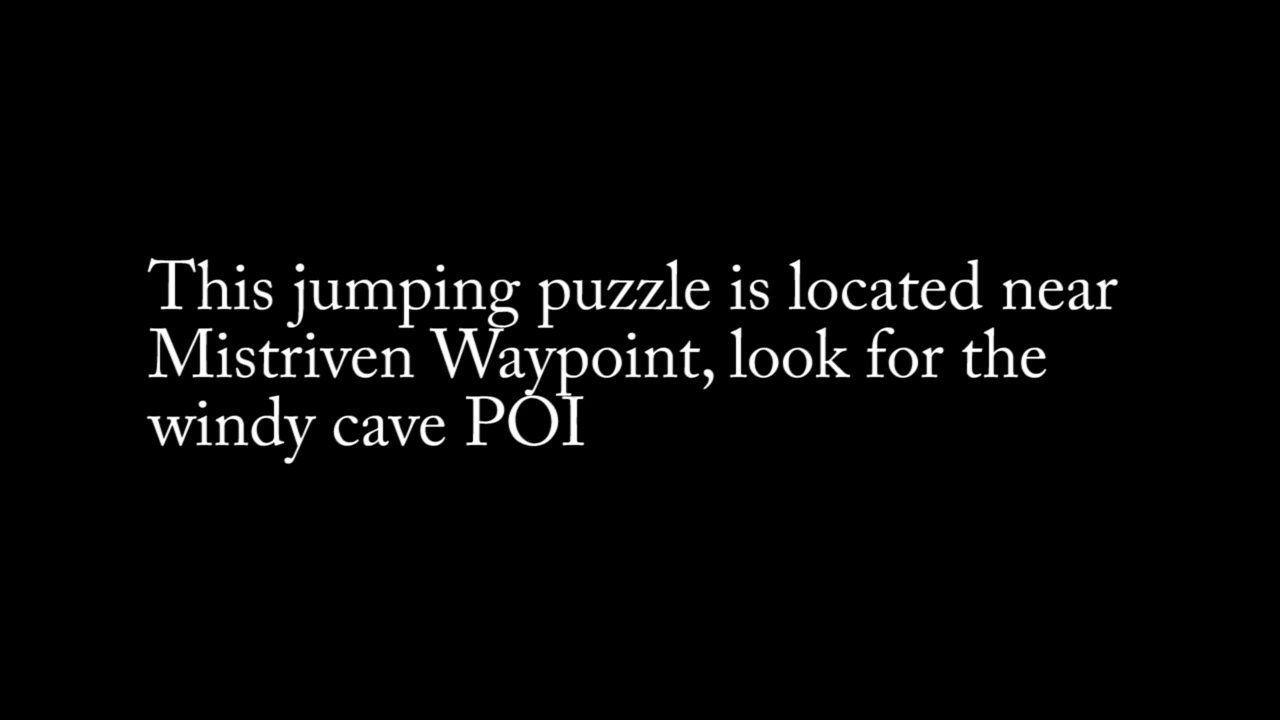 This jumping puzzle is located near
Mistriven Waypoint, look for the
windy cave POI